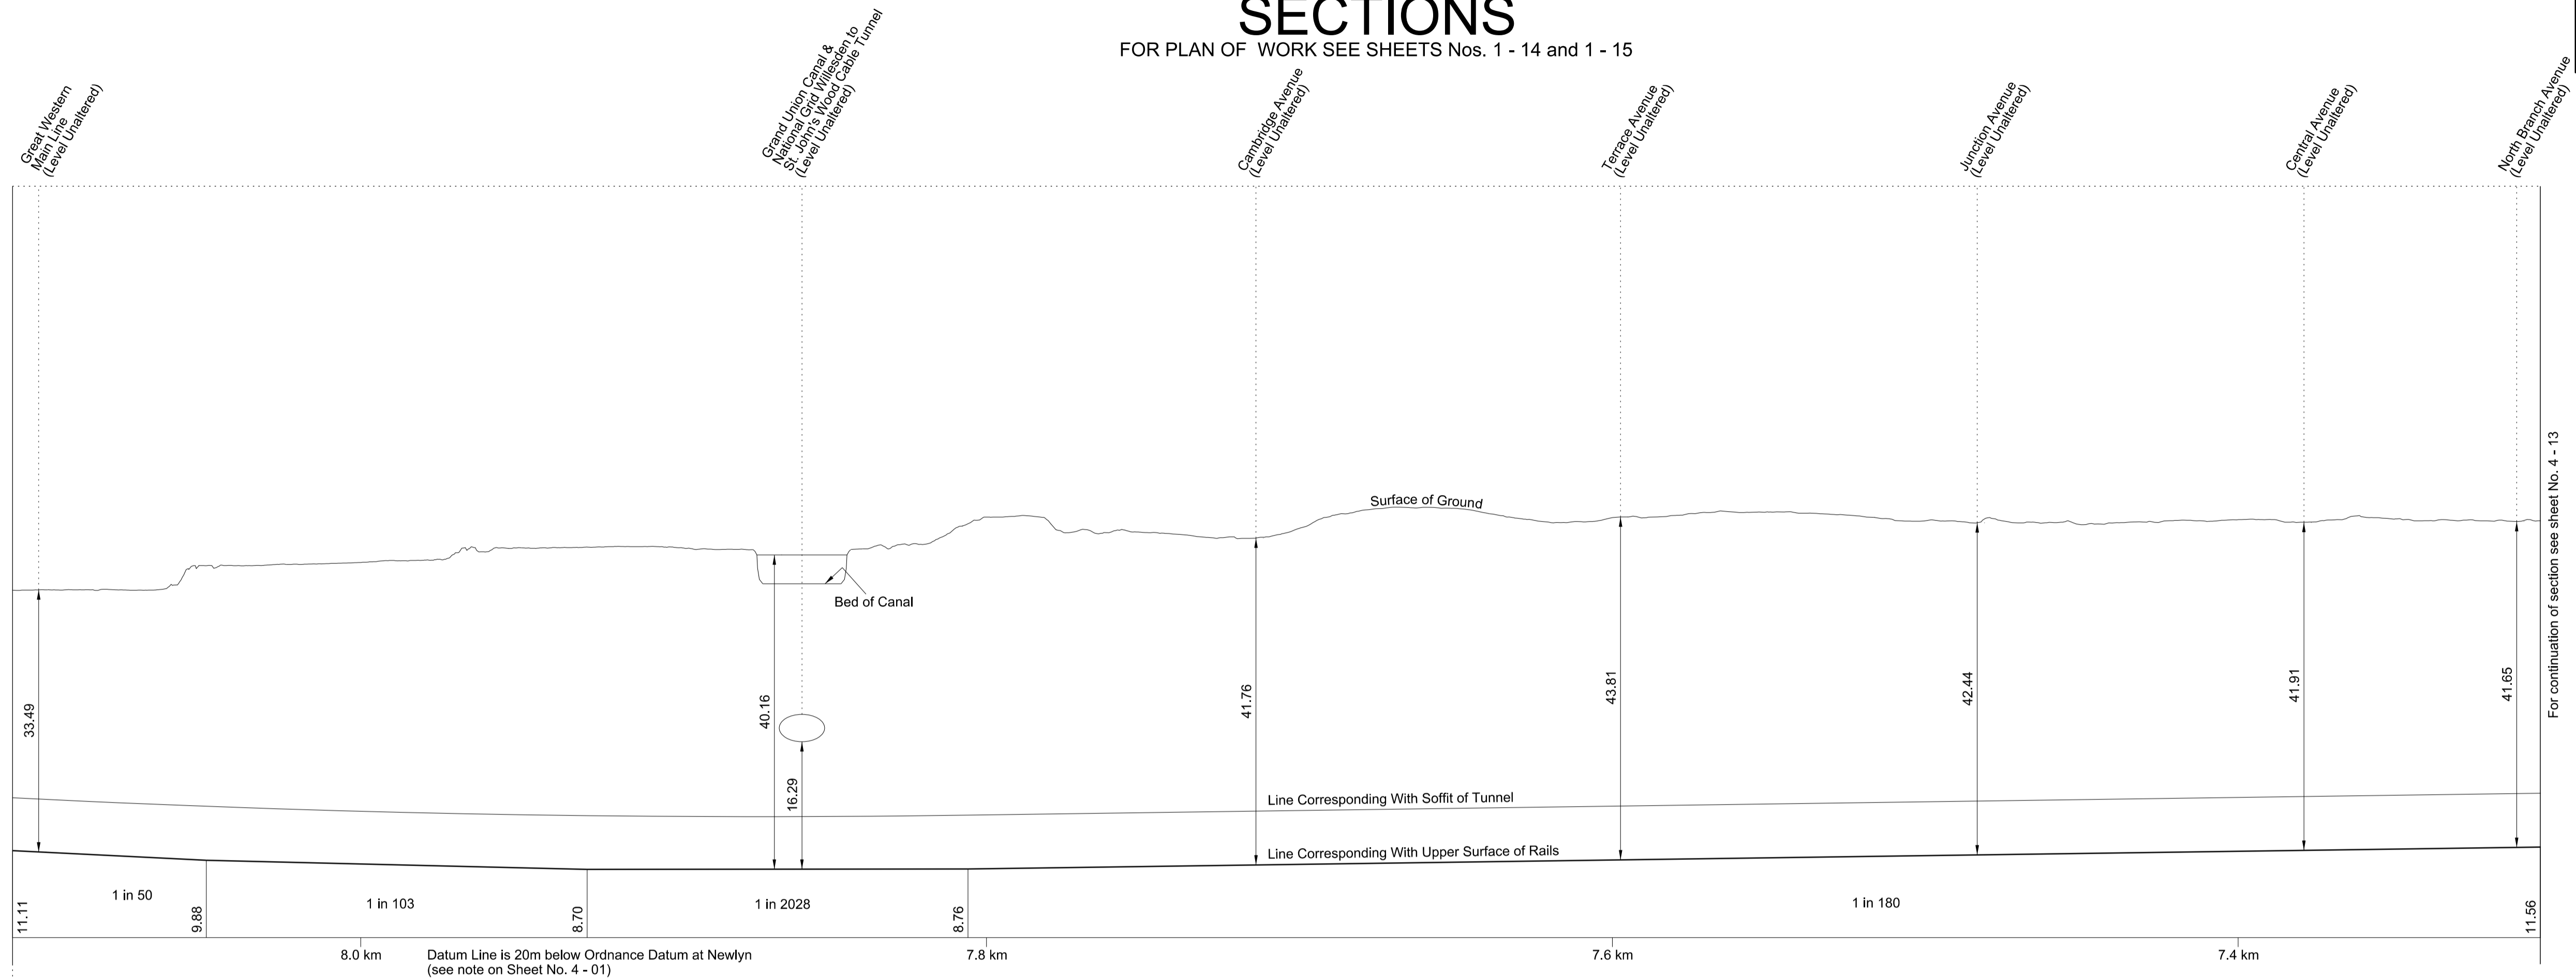 SECTIONS
FOR PLAN OF WORK SEE SHEETS Nos. 1 - 14 and 1 - 15
Great Western
Main Line
(Level Unaltered)
Grand Union Canal &
National Grid Willesden to
St. John's Wood Cable Tunnel
(Level Unaltered)
Cambridge Avenue
(Level Unaltered)
Terrace Avenue
(Level Unaltered)
Junction Avenue
(Level Unaltered)
Central Avenue
(Level Unaltered)
North Branch Avenue
(Level Unaltered)
Surface of Ground
Bed of Canal
33.49
40.16
16.29
41.76
43.81
42.44
41.91
41.65
For continuation of section see sheet No. 4 - 13
Line Corresponding With Soffit of Tunnel
Line Corresponding With Upper Surface of Rails
11.11
1 in 50
9.88
1 in 103
8.70
1 in 2028
8.76
1 in 180
11.56
8.0 km
Datum Line is 20m below Ordnance Datum at Newlyn
(see note on Sheet No. 4 - 01)
7.8 km
7.6 km
7.4 km